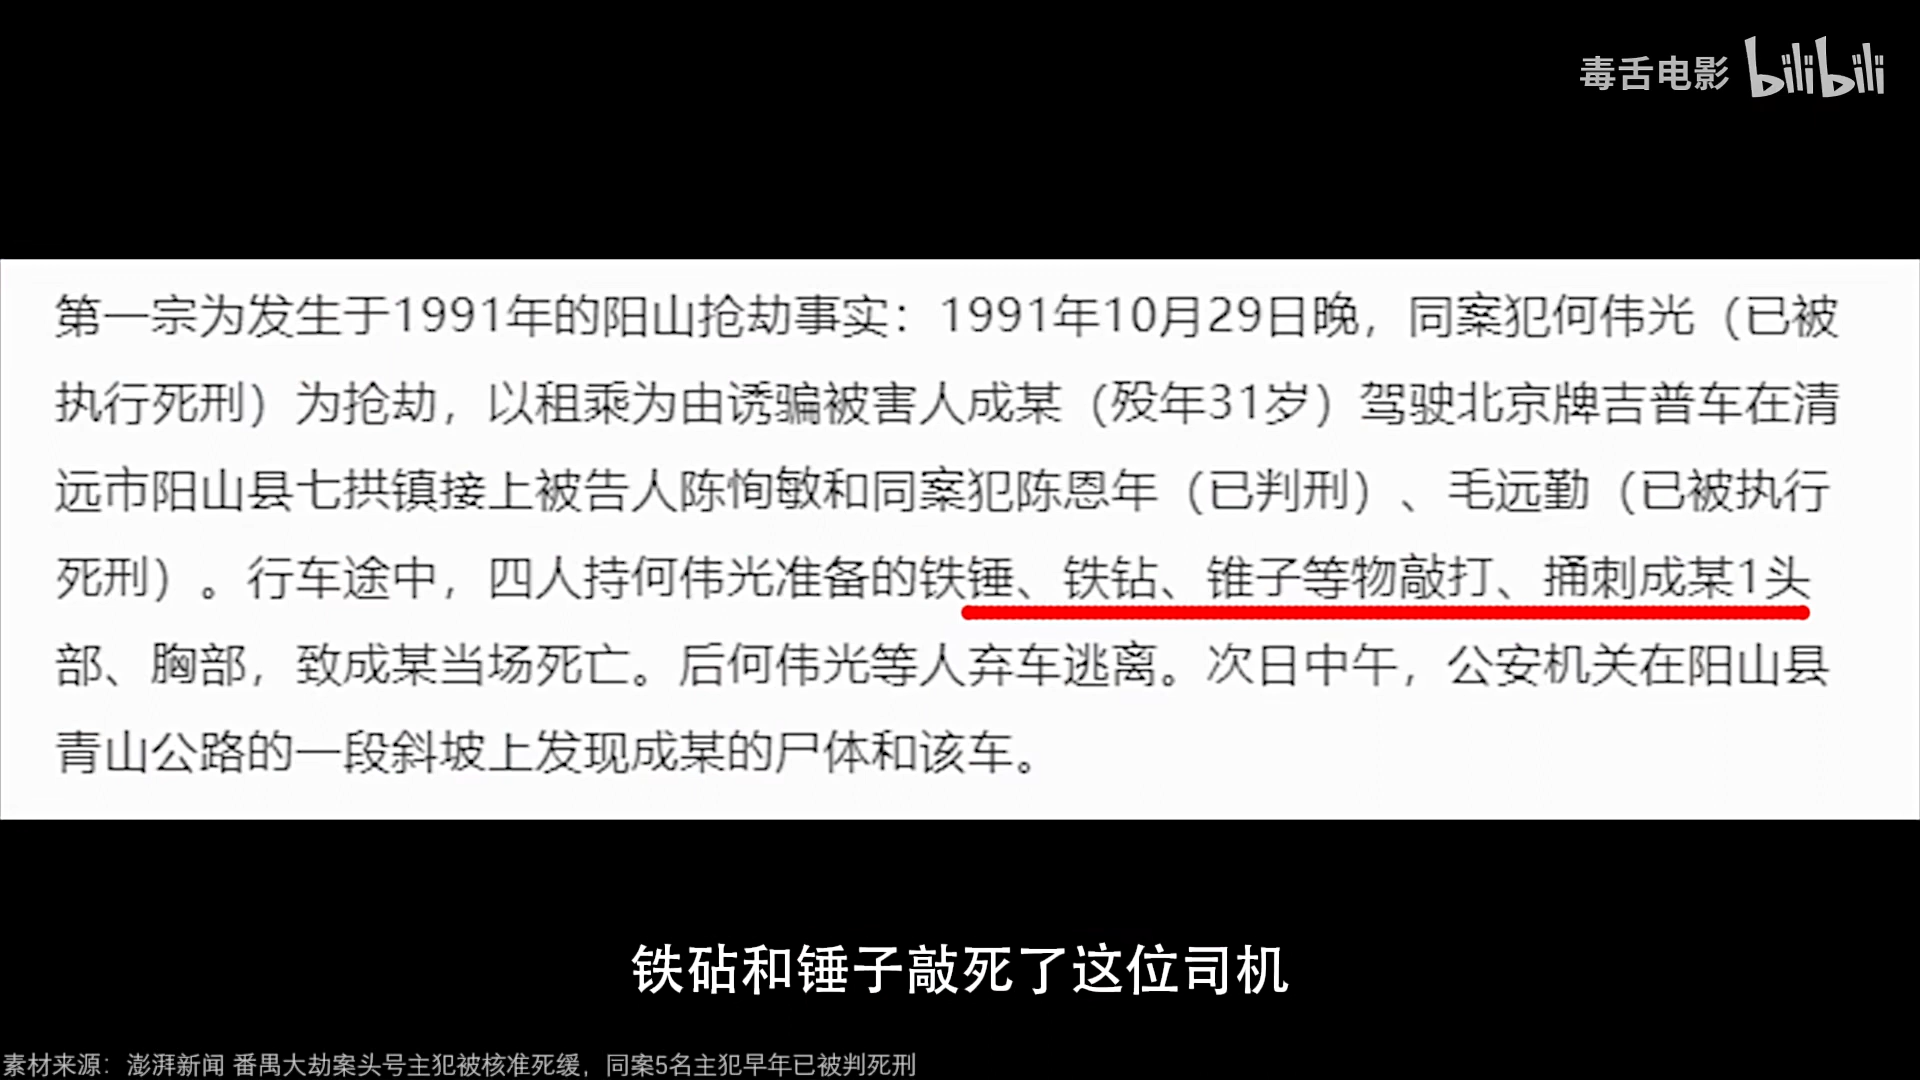 毒舌电影 bilibili
第一宗为发生于1991年的阳山抢劫事实：1991年10月29日晚，同案犯何伟光（已被
执行死刑）为抢劫，以租乘为由诱骗被害人成某（殁年31岁）驾驶北京牌吉普车在清
远市阳山县七拱镇接上被告人陈恂敏和同案犯陈恩年（已判刑）、毛远勤（已被执行
死刑）。行车途中，四人持何伟光准备的铁锤、铁钻、锥子等物敲打、捅刺成某1头
部、胸部，致成某当场死亡。后何伟光等人弃车逃离。次日中午，公安机关在阳山县
青山公路的一段斜坡上发现成某的尸体和该车。
铁砧和锤子敲死了这位司机
素材来源：澎湃新闻 番禺大劫案头号主犯被核准死缓，同案5名主犯早年已被判死刑